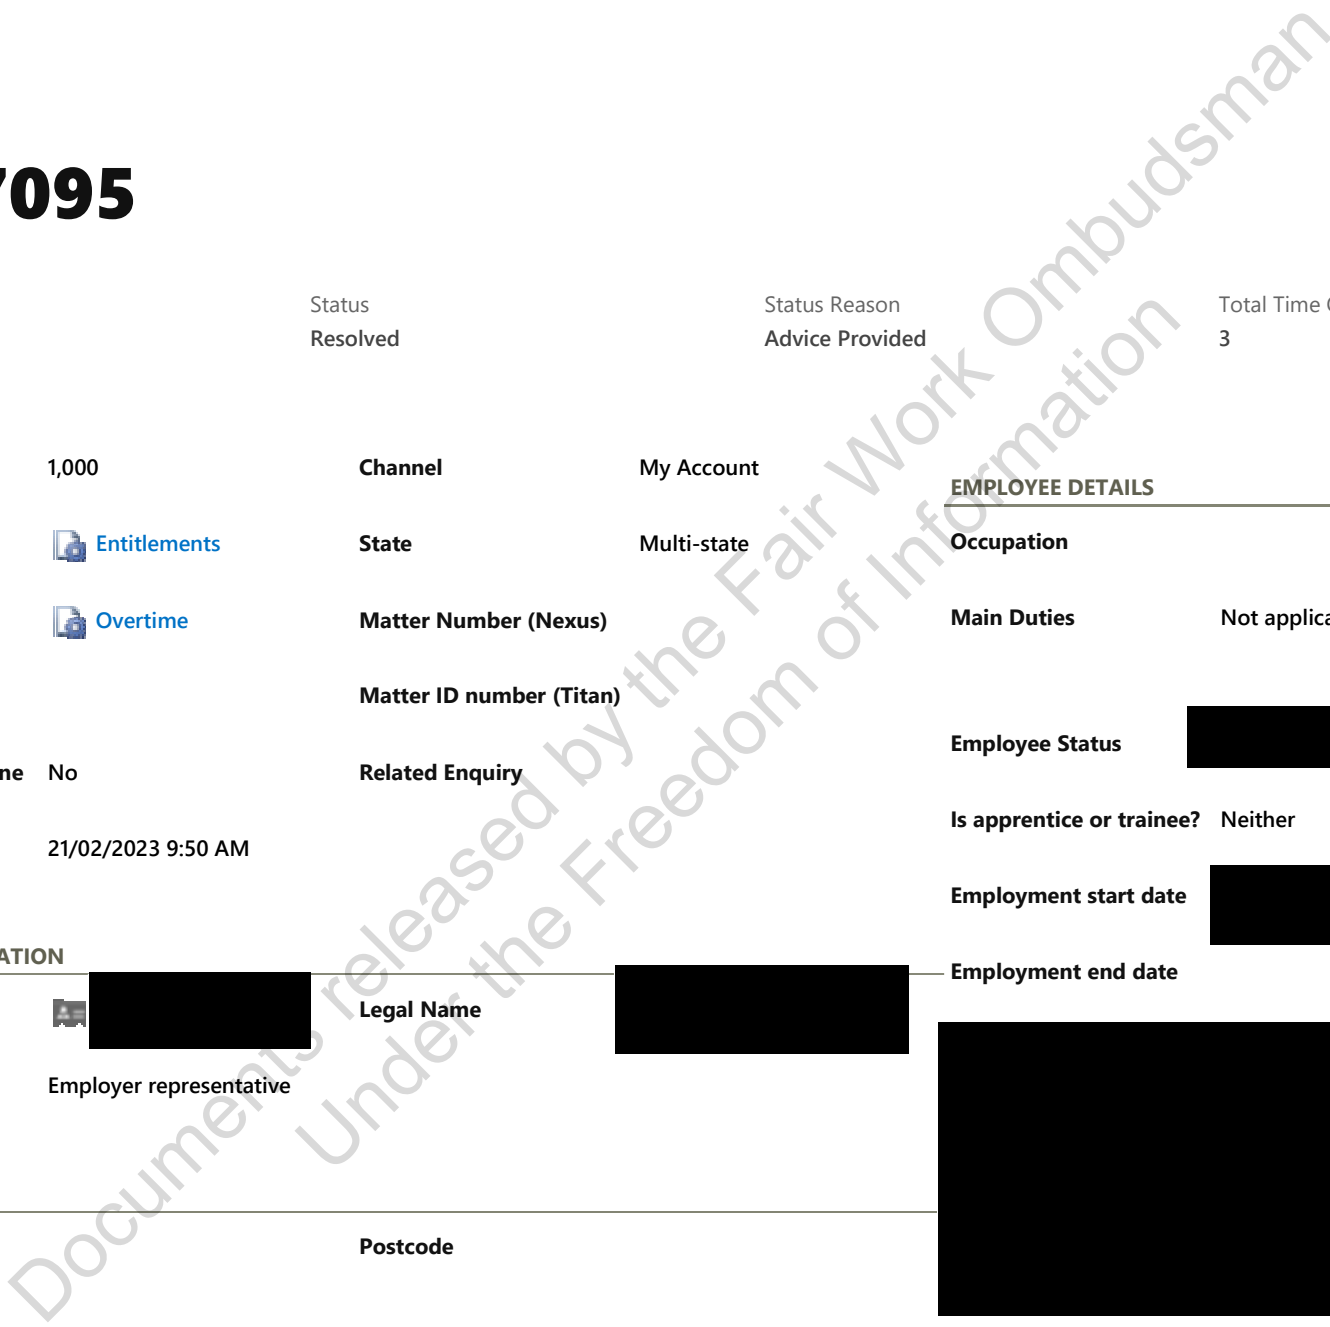 7095
Status
Resolved
Status Reason
Advice Provided
Total Time
3
1,000
Channel
My Account
Entitlements
State
Multi-state
Overtime
Matter Number (Nexus)
Matter ID number (Titan)
ne No
Related Enquiry
21/02/2023 9:50 AM
ATION
Legal Name
Employer representative
Postcode
EMPLOYEE DETAILS
Occupation
Main Duties Not applica
Employee Status
Is apprentice or trainee? Neither
Employment start date
Employment end date
Documents released by the Fair Work Ombudsman
Under the Freedom of Information